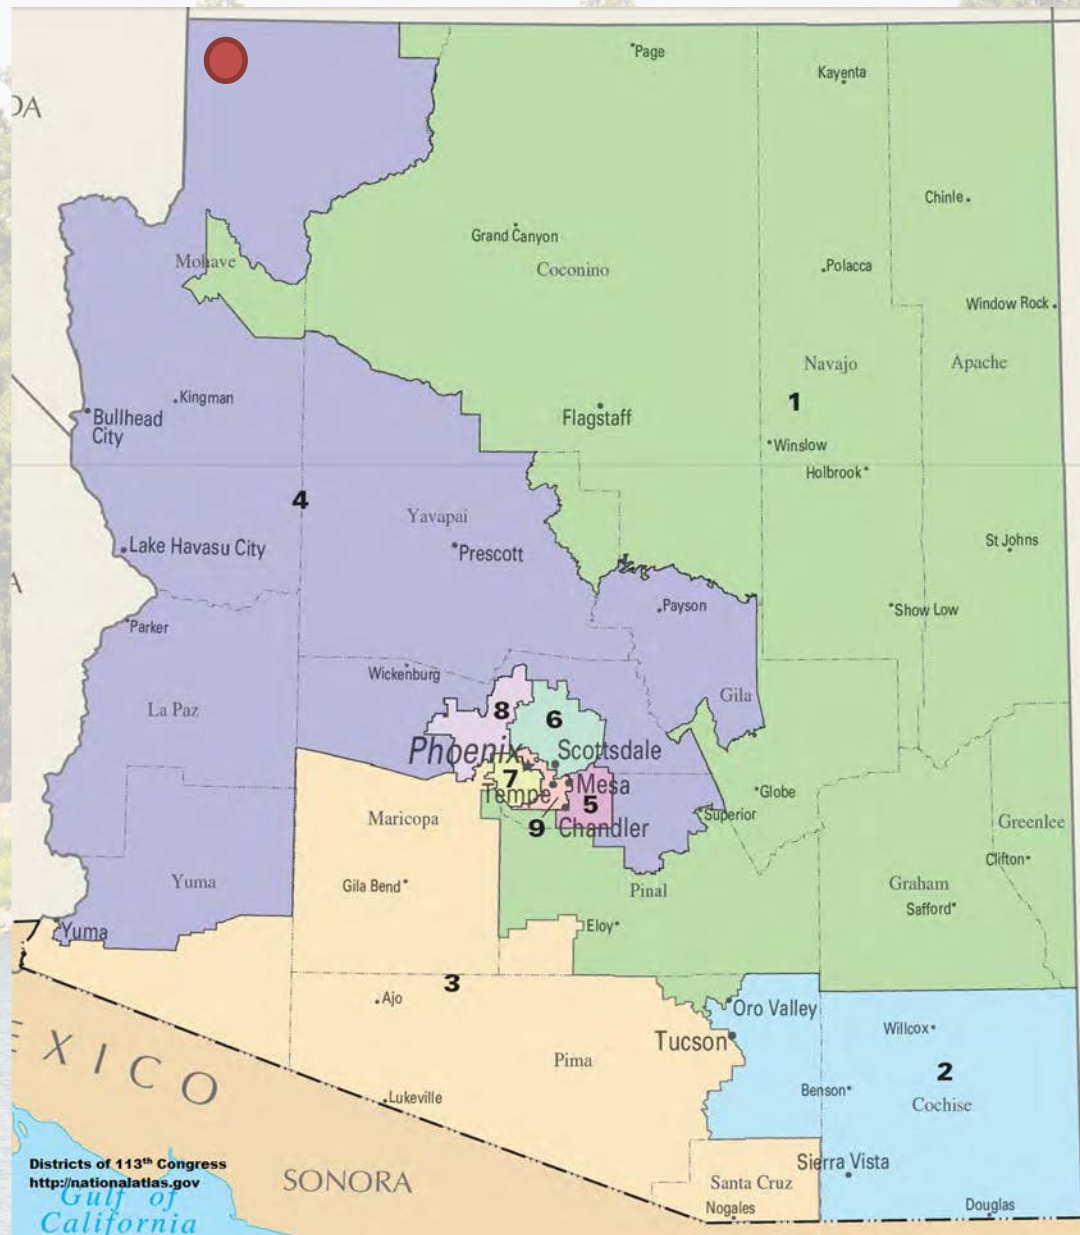 Page
Kayenta
DA
Chinle
Grand Canyon
Mohave
Coconino
Polacca
Window Rock
Navajo
Apache
Kingman
1
Bullhead
City
Flagstaff
Winslow
Holbrook
4
Yavapai
Lake Havasu City
Prescott
St Johns
A
Payson
Show Low
Parker
Wickenburg
Gila
La Paz
8
6
Phoenix
Scottsdale
7
Mesa
Tempe
5
Globe
Superior
Maricopa
9
Chandler
Greenlee
Clifton
Gila Bend
Yuma
Pinal
Graham
Safford
Eloy
Yuma
3
Ajo
Oro Valley
Willcox
EXICO
Tucson
Pima
2
Benson
Cochise
Lukeville
Districts of 113th Congress
http://nationalatlas.gov
SONORA
Sierra Vista
Santa Cruz
Gulf of
California
Nogales
Douglas